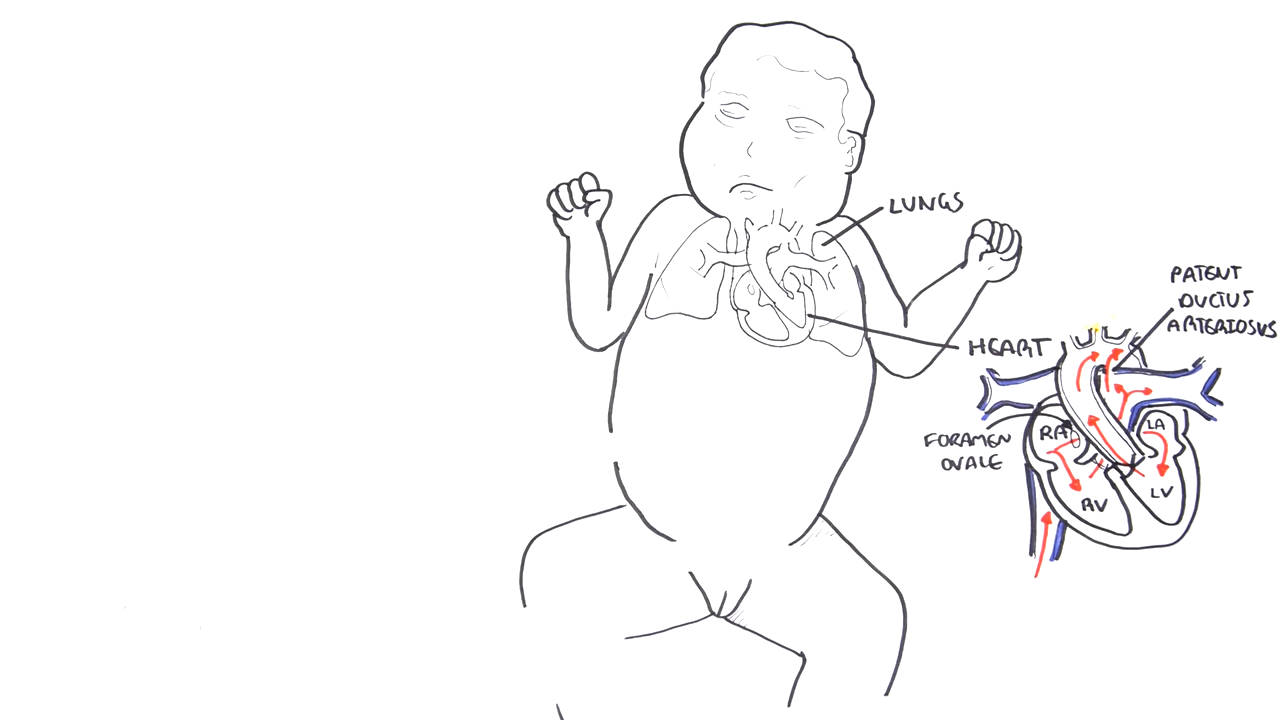 LUNGS
HEART
PATENT
DUCTUS
ARTERIOSUS
FORAMEN
OVALE
RA
LA
RV
LV